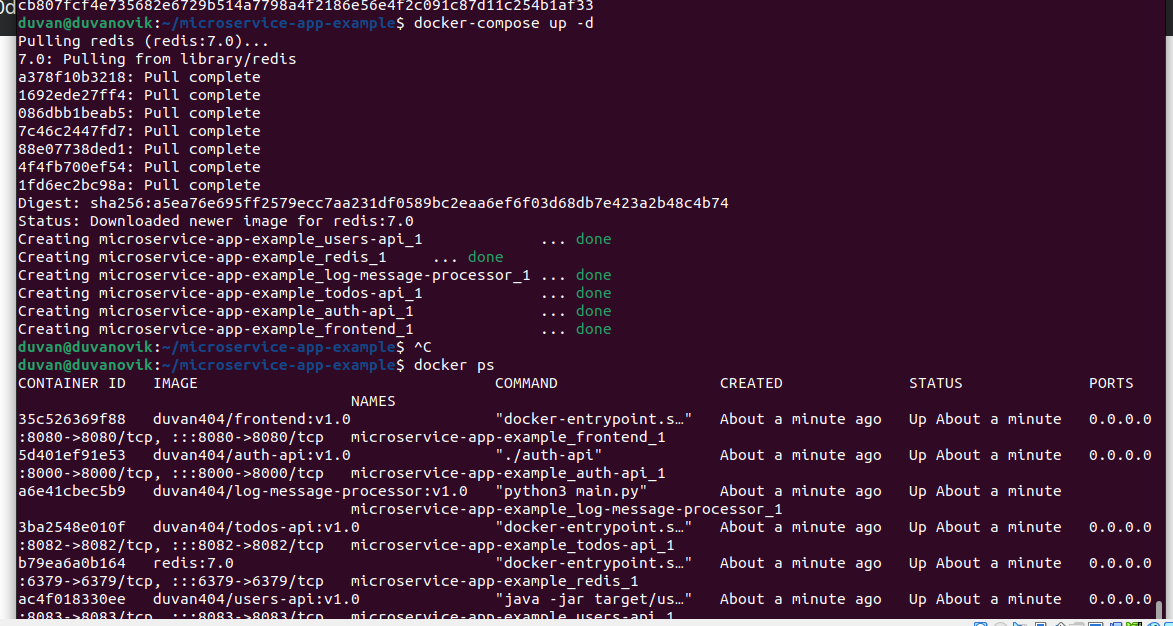 cb807fcf4e735682e6729b514a7798a4f2186e56e4f2c091c87d11c254b1af33
duvan@duvanovik:~/microservice-app-example$ docker-compose up -d
Pulling redis (redis:7.0)...
7.0: Pulling from library/redis
a378f10b3218: Pull complete
1692ede27ff4: Pull complete
086dbb1beab5: Pull complete
7c46c2447fd7: Pull complete
88e07738ded1: Pull complete
4f4fb700ef54: Pull complete
1fd6ec2bc98a: Pull complete
Digest: sha256:a5ea76e695ff2579ecc7aa231df0589bc2eaa6ef6f03d68db7e423a2b48c4b74
Status: Downloaded newer image for redis:7.0
Creating microservice-app-example_users-api_1 ... done
Creating microservice-app-example_redis_1 ... done
Creating microservice-app-example_log-message-processor_1 ... done
Creating microservice-app-example_todos-api_1 ... done
Creating microservice-app-example_auth-api_1 ... done
Creating microservice-app-example_frontend_1 ... done
duvan@duvanovik:~/microservice-app-example$ ^C
duvan@duvanovik:~/microservice-app-example$ docker ps
CONTAINER ID IMAGE COMMAND CREATED STATUS PORTS
NAMES
35c526369f88 duvan404/frontend:v1.0 "docker-entrypoint.s…" About a minute ago Up About a minute 0.0.0.0
:8080->8080/tcp, :::8080->8080/tcp microservice-app-example_frontend_1
5d401ef91e53 duvan404/auth-api:v1.0 "./auth-api" About a minute ago Up About a minute 0.0.0.0
:8000->8000/tcp, :::8000->8000/tcp microservice-app-example_auth-api_1
a6e41cbec5b9 duvan404/log-message-processor:v1.0 "python3 main.py" About a minute ago Up About a minute
microservice-app-example_log-message-processor_1
3ba2548e010f duvan404/todos-api:v1.0 "docker-entrypoint.s…" About a minute ago Up About a minute 0.0.0.0
:8082->8082/tcp, :::8082->8082/tcp microservice-app-example_todos-api_1
b79ea6a0b164 redis:7.0 "docker-entrypoint.s…" About a minute ago Up About a minute 0.0.0.0
:6379->6379/tcp, :::6379->6379/tcp microservice-app-example_redis_1
ac4f018330ee duvan404/users-api:v1.0 "java -jar target/us…" About a minute ago Up About a minute 0.0.0.0
:8083->8083/tcp, :::8083->8083/tcp microservice-app-example_users-api_1